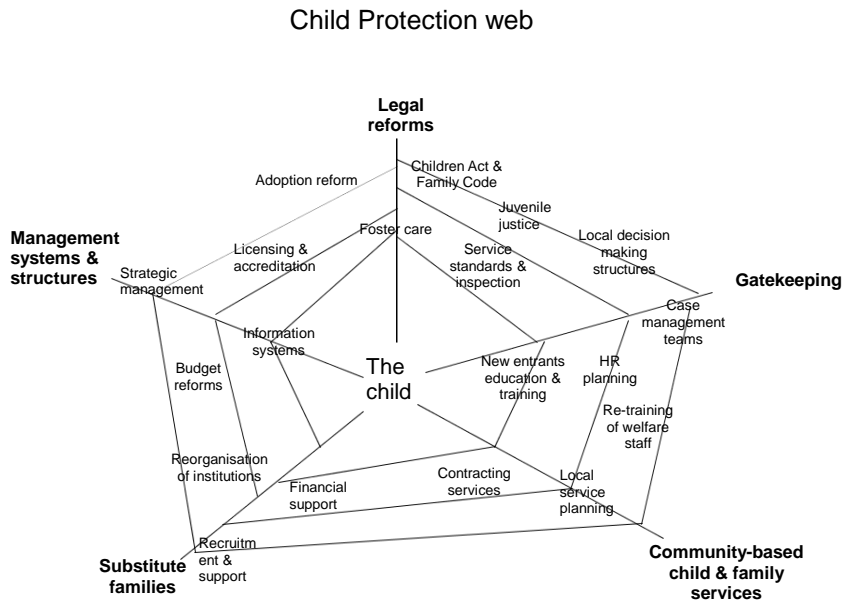 Child Protection web
Legal
reforms
Adoption reform
Children Act &
Family Code
Juvenile
justice
Foster care
Local decision
making
structures
Management
systems &
structures
Licensing &
accreditation
Service
standards &
inspection
Strategic
management
Gatekeeping
Case
management
teams
Information
systems
The
child
New entrants
education &
training
HR
planning
Budget
reforms
Re-training
of welfare
staff
Reorganisation
of institutions
Financial
support
Contracting
services
Local
service
planning
Recruitm
ent &
support
Substitute
families
Community-based
child & family
services